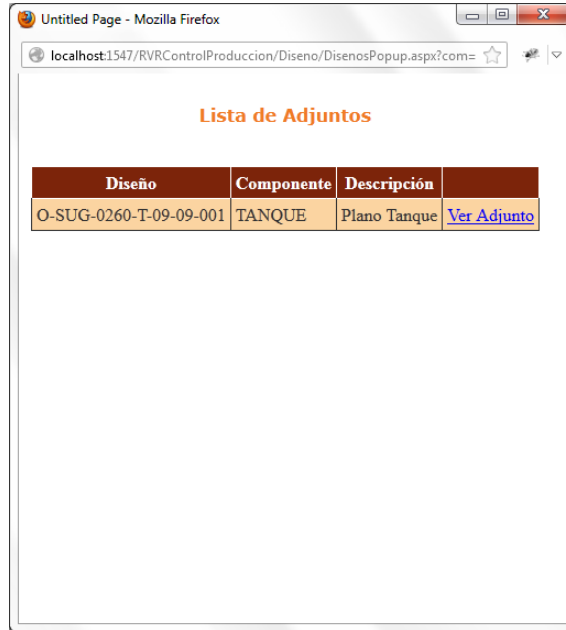 Untitled Page - Mozilla Firefox
localhost:1547/RVRControlProduccion/Diseno/DisenosPopup.aspx?com=
Lista de Adjuntos
Diseño Componente Descripción
O-SUG-0260-T-09-09-001 TANQUE Plano Tanque Ver Adjunto